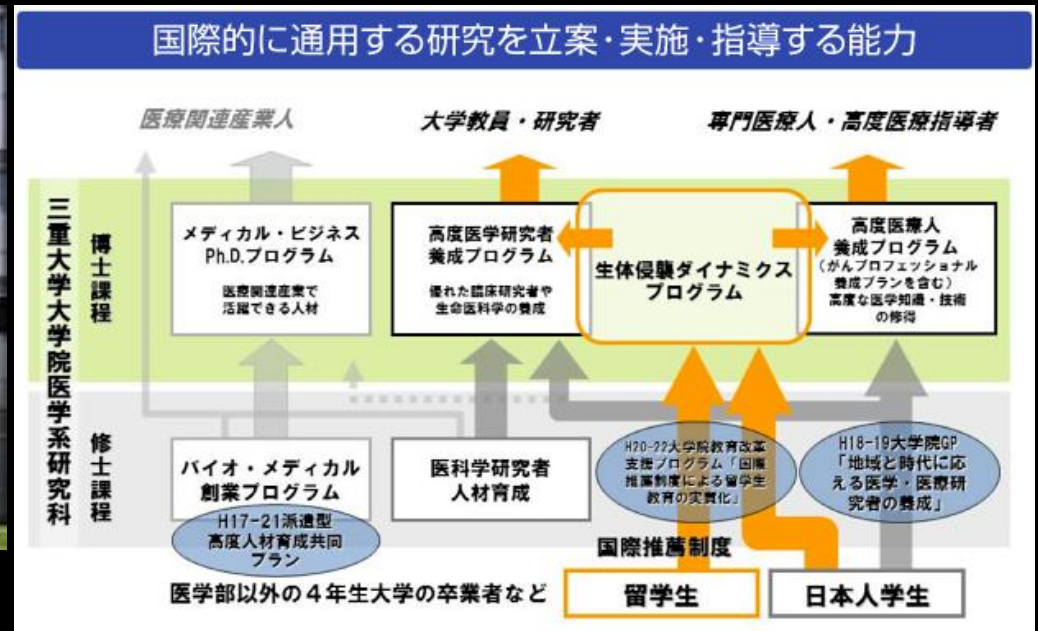 国際的に通用する研究を立案・実施・指導する能力
医療関連産業人
大学教員・研究者
専門医療人・高度医療指導者
三重大学大学院医学系研究科
博士課程
メディカル・ビジネス
Ph.D.プログラム
医療関連産業で
活躍できる人材
高度医学研究者
養成プログラム
優れた臨床研究者や
生命医科学の養成
生体侵襲ダイナミクス
プログラム
高度医療人
養成プログラム
(がんプロフェッショナル
養成プランを含む)
高度な医学知識・技術
の修得
修士課程
バイオ・メディカル
創業プログラム
H17-21派遣型
高度人材育成共同
プラン
医科学研究者
人材育成
H20-22大学院教育改革
支援プログラム「国際
推薦制度による留学生
教育の実質化」
H18-19大学院GP
「地域と時代に応
える医学・医療研
究者の養成」
国際推薦制度
医学部以外の4年生大学の卒業者など
留学生
日本人学生